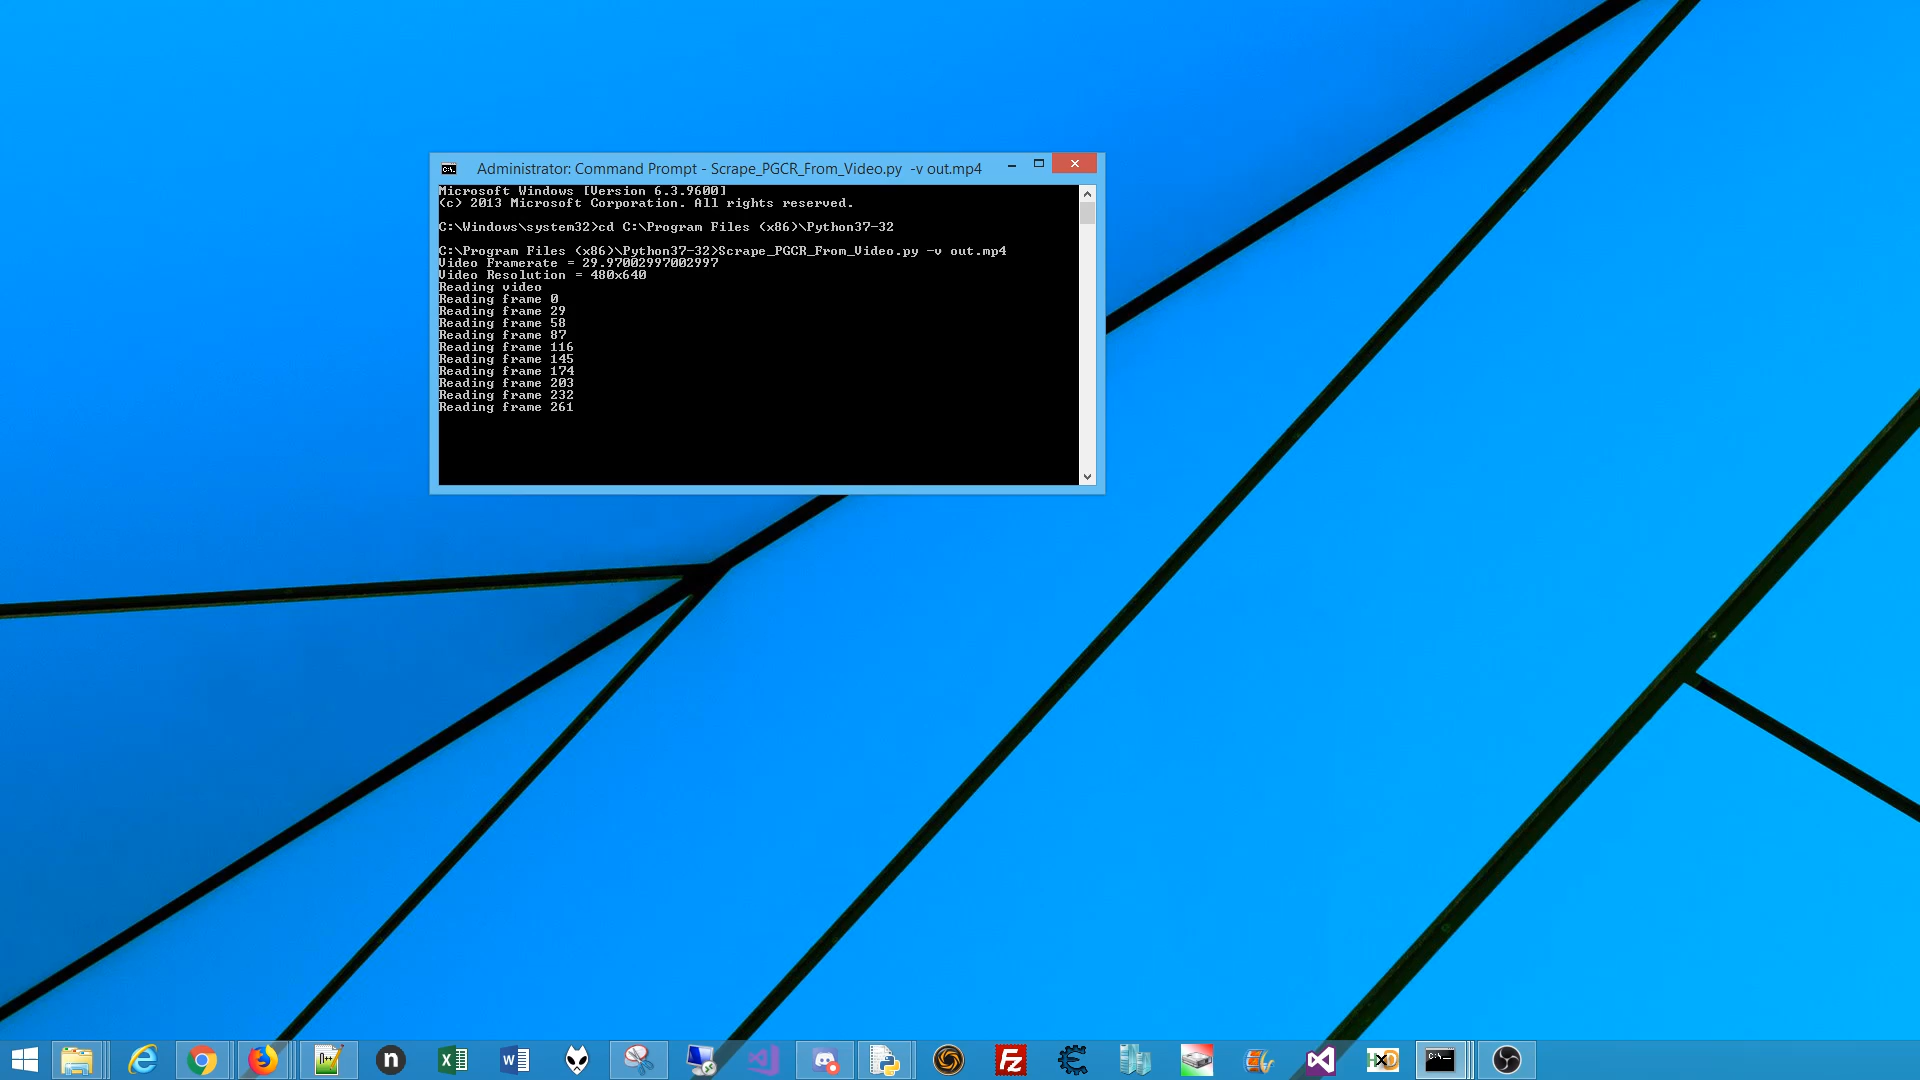 Administrator: Command Prompt - Scrape_PGCR_From_Video.py -v out.mp4
Microsoft Windows [Version 6.3.9600]
(c) 2013 Microsoft Corporation. All rights reserved.
C:\Windows\system32>cd C:\Program Files (x86)\Python37-32
C:\Program Files (x86)\Python37-32>Scrape_PGCR_From_Video.py -v out.mp4
Video Framerate = 29.97002997002997
Video Resolution = 480x640
Reading video
Reading frame 0
Reading frame 29
Reading frame 58
Reading frame 87
Reading frame 116
Reading frame 145
Reading frame 174
Reading frame 203
Reading frame 232
Reading frame 261